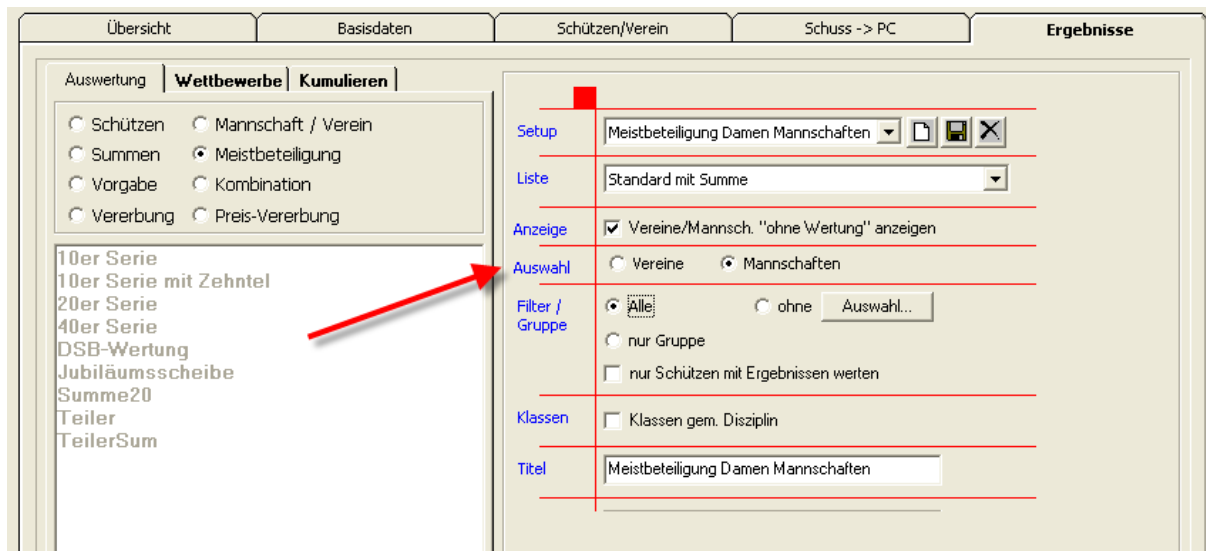 Übersicht Basisdaten Schützen/Verein Schuss -> PC Ergebnisse
Auswertung Wettbewerbe Kumulieren
Schützen Mannschaft / Verein
Summen Meistbeteiligung
Vorgabe Kombination
Vererbung Preis-Vererbung
10er Serie
10er Serie mit Zehntel
20er Serie
40er Serie
DSB-Wertung
Jubiläumsscheibe
Summe20
Teiler
TeilerSum
Setup Meistbeteiligung Damen Mannschaften
Liste Standard mit Summe
Anzeige Vereine/Mannsch. "ohne Wertung" anzeigen
Auswahl Vereine Mannschaften
Filter / Alle ohne Auswahl...
Gruppe nur Gruppe
nur Schützen mit Ergebnissen werten
Klassen Klassen gem. Disziplin
Titel Meistbeteiligung Damen Mannschaften